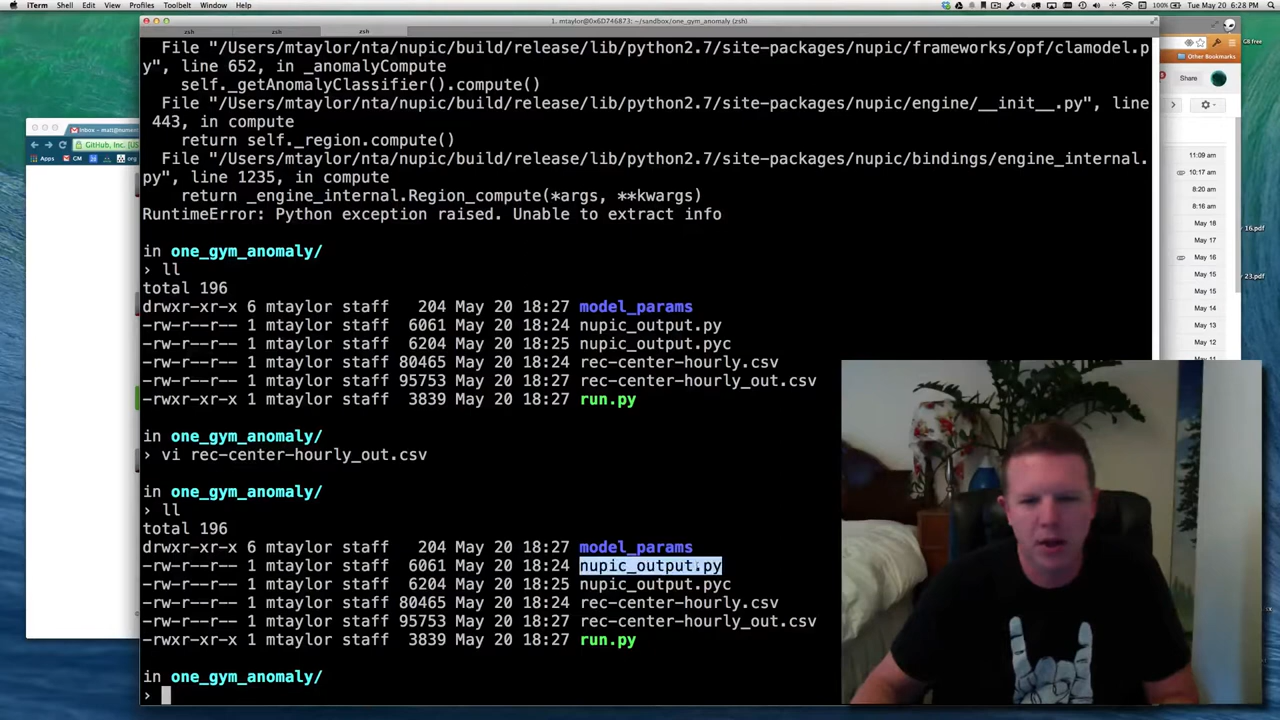 iTerm Shell Edit View Profiles Toolbelt Window Help
100% Tue May 20 6:28 PM
1. mtaylor@0x6D746873: ~/sandbox/one_gym_anomaly (zsh)
zsh zsh zsh
File "/Users/mtaylor/nta/nupic/build/release/lib/python2.7/site-packages/nupic/frameworks/opf/clamodel.p
y", line 652, in _anomalyCompute
self._getAnomalyClassifier().compute()
File "/Users/mtaylor/nta/nupic/build/release/lib/python2.7/site-packages/nupic/engine/__init__.py", line
443, in compute
return self._region.compute()
File "/Users/mtaylor/nta/nupic/build/release/lib/python2.7/site-packages/nupic/bindings/engine_internal.
py", line 1235, in compute
return _engine_internal.Region_compute(*args, **kwargs)
RuntimeError: Python exception raised. Unable to extract info
in one_gym_anomaly/
› ll
total 196
drwxr-xr-x 6 mtaylor staff 204 May 20 18:27 model_params
-rw-r--r-- 1 mtaylor staff 6061 May 20 18:24 nupic_output.py
-rw-r--r-- 1 mtaylor staff 6204 May 20 18:25 nupic_output.pyc
-rw-r--r-- 1 mtaylor staff 80465 May 20 18:24 rec-center-hourly.csv
-rw-r--r-- 1 mtaylor staff 95753 May 20 18:27 rec-center-hourly_out.csv
-rwxr-xr-x 1 mtaylor staff 3839 May 20 18:27 run.py
in one_gym_anomaly/
› vi rec-center-hourly_out.csv
in one_gym_anomaly/
› ll
total 196
drwxr-xr-x 6 mtaylor staff 204 May 20 18:27 model_params
-rw-r--r-- 1 mtaylor staff 6061 May 20 18:24 nupic_output.py
-rw-r--r-- 1 mtaylor staff 6204 May 20 18:25 nupic_output.pyc
-rw-r--r-- 1 mtaylor staff 80465 May 20 18:24 rec-center-hourly.csv
-rw-r--r-- 1 mtaylor staff 95753 May 20 18:27 rec-center-hourly_out.csv
-rwxr-xr-x 1 mtaylor staff 3839 May 20 18:27 run.py
in one_gym_anomaly/
›
Inbox - matt@numen
GitHub, Inc. [US
Apps GM org
Other Bookmarks
Share
11:09 am
10:17 am
8:20 am
8:16 am
May 18
May 17
May 16
May 15
May 15
May 14
May 13
May 12
16.pdf
23.pdf